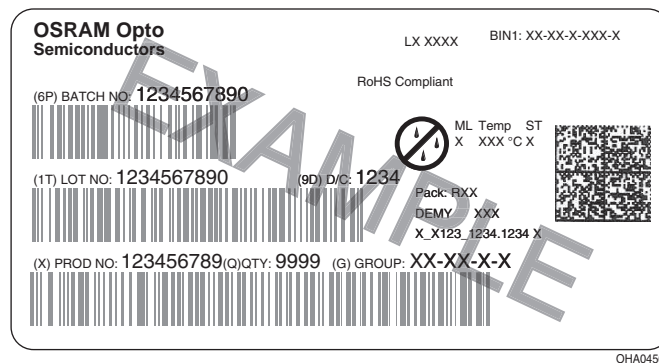 OSRAM Opto
Semiconductors
LX XXXX
BIN1: XX-XX-X-XXX-X
RoHS Compliant
(6P) BATCH NO: 1234567890
ML Temp ST
X XXX °C X
(1T) LOT NO: 1234567890 (9D) D/C: 1234
Pack: RXX
DEMY XXX
X_X123_1234.1234 X
(X) PROD NO: 123456789(Q)QTY: 9999 (G) GROUP: XX-XX-X-X
EXAMPLE
OHA045